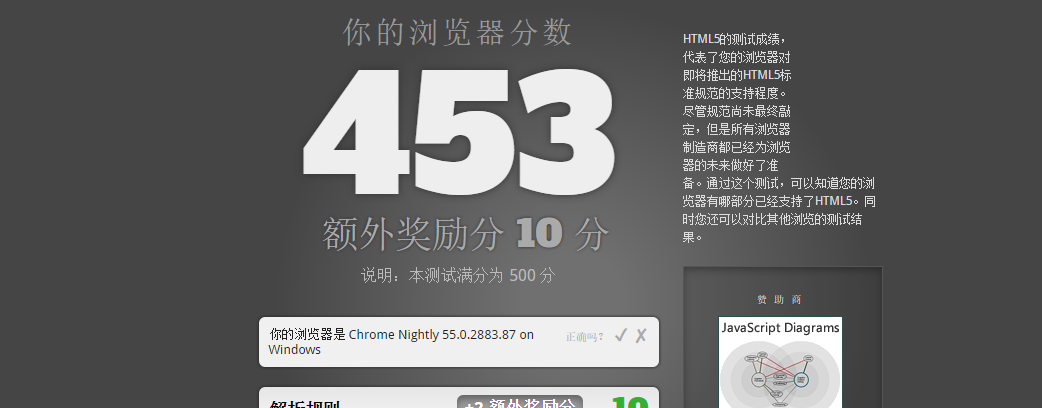 你的浏览器分数
453
额外奖励分 10 分
说明：本测试满分为 500 分
你的浏览器是 Chrome Nightly 55.0.2883.87 on
Windows
正确吗？ ✔ ✘
解析规则 +2 额外奖励分 10
HTML5的测试成绩，
代表了您的浏览器对
即将推出的HTML5标
准规范的支持程度。
尽管规范尚未最终敲
定，但是所有浏览器
制造商都已经为浏览
器的未来做好了准
备。通过这个测试，可以知道您的浏
览器有哪部分已经支持了HTML5。同
时您还可以对比其他浏览的测试结
果。
赞助商
JavaScript Diagrams